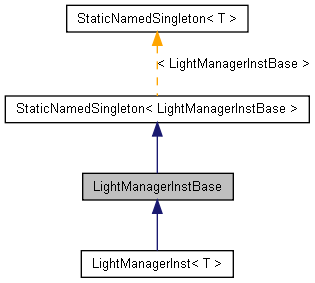 StaticNamedSingleton< T >
< LightManagerInstBase >
StaticNamedSingleton< LightManagerInstBase >
LightManagerInstBase
LightManagerInst< T >